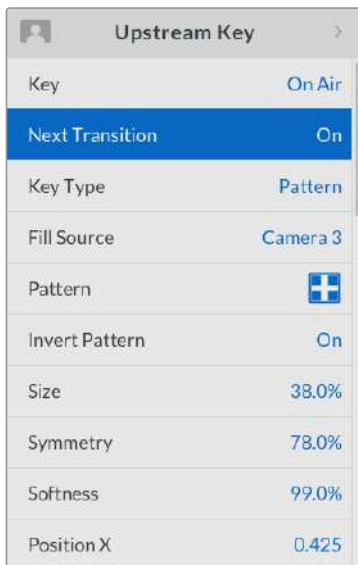 Upstream Key
Key On Air
Next Transition On
Key Type Pattern
Fill Source Camera 3
Pattern
Invert Pattern On
Size 38.0%
Symmetry 78.0%
Softness 99.0%
Position X 0.425